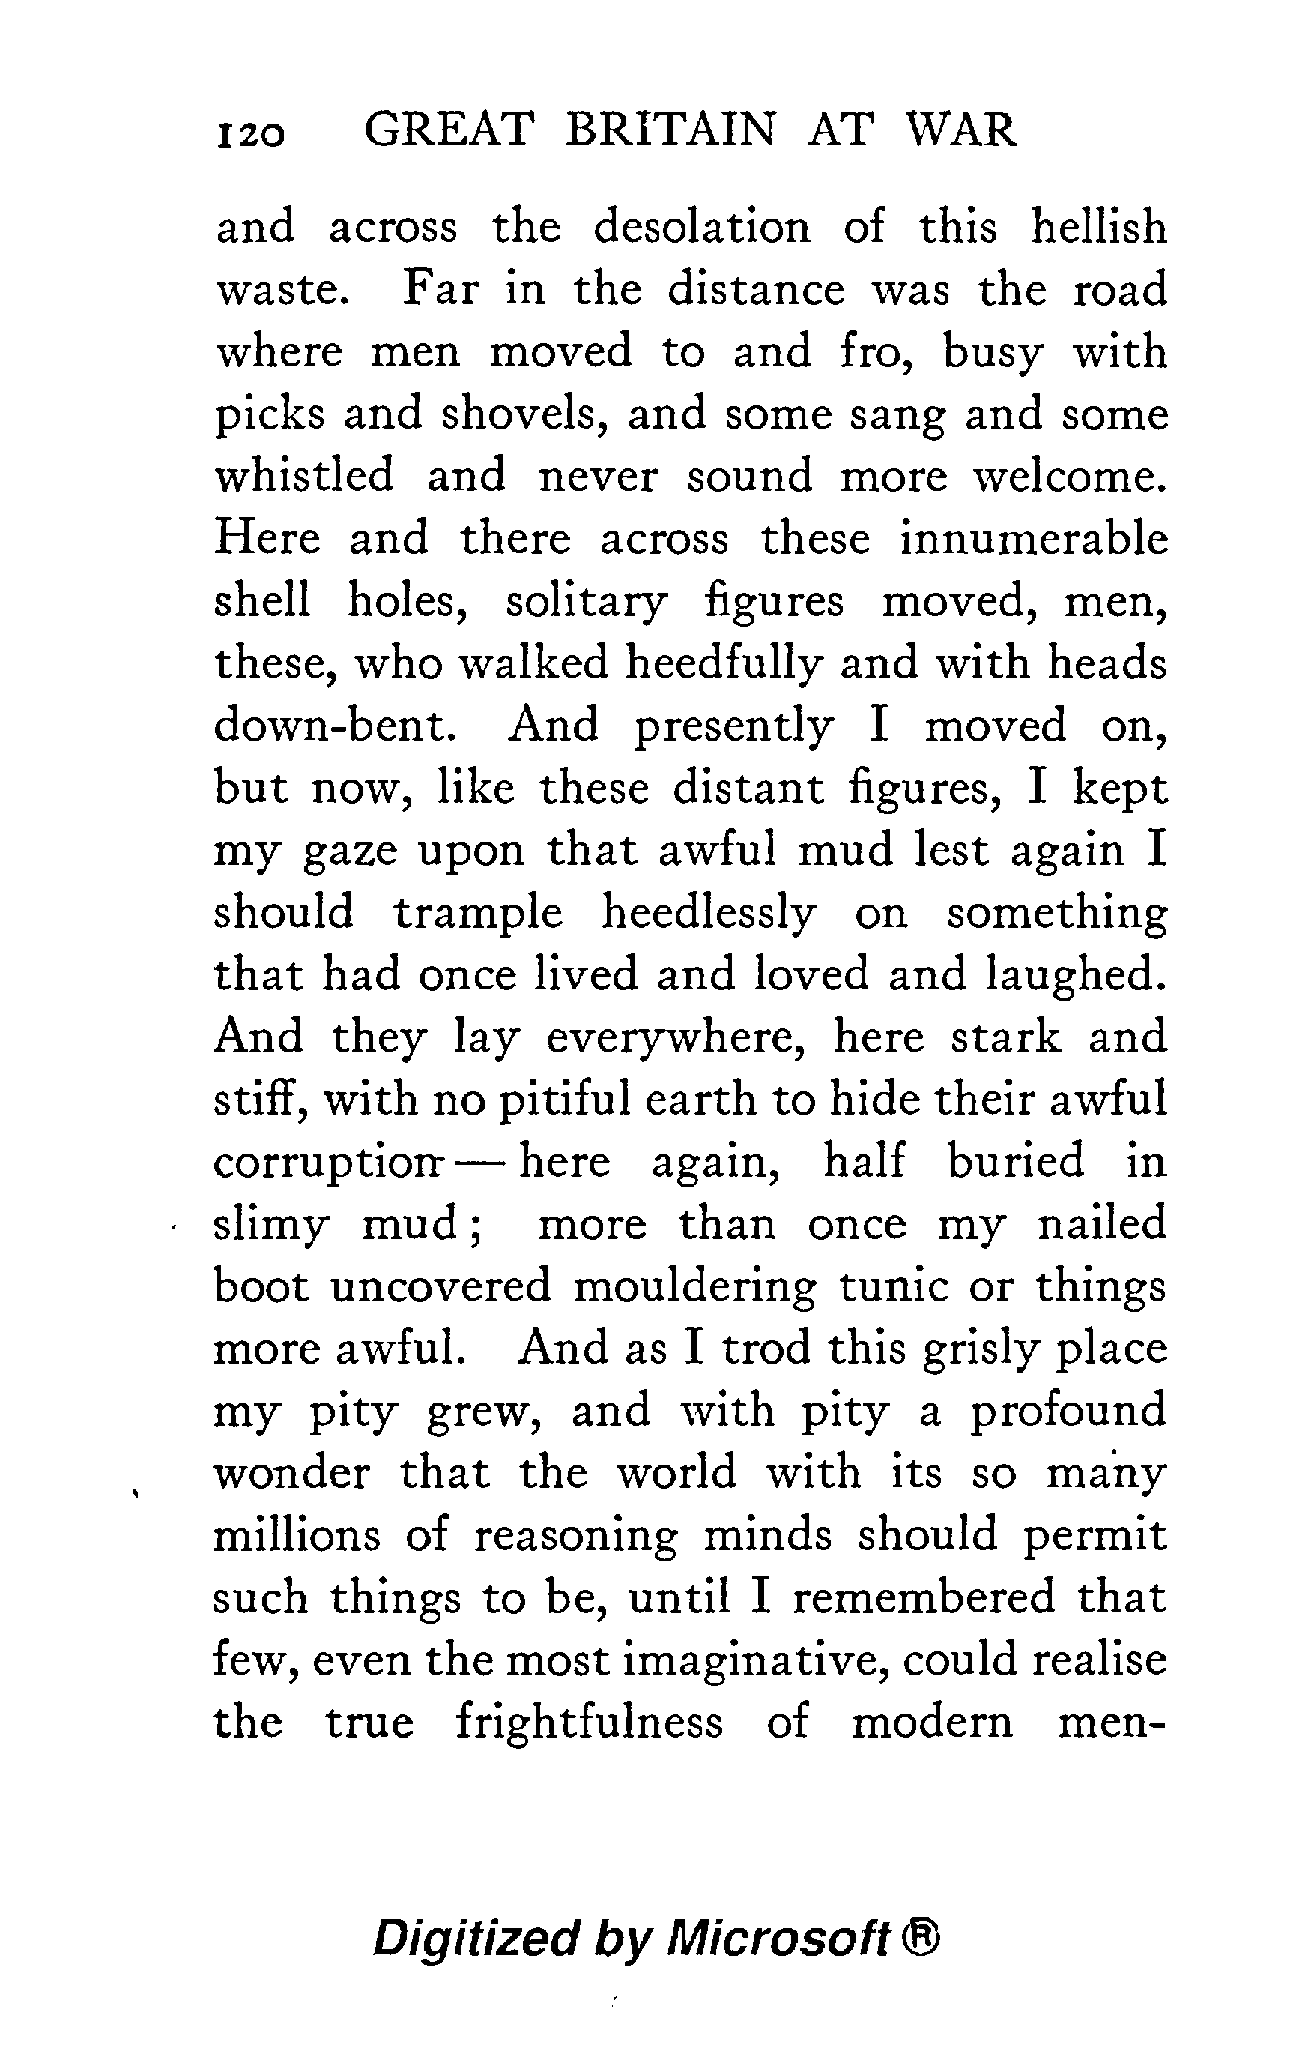 120 GREAT BRITAIN AT WAR
and across the desolation of this hellish
waste. Far in the distance was the road
where men moved to and fro, busy with
picks and shovels, and some sang and some
whistled and never sound more welcome.
Here and there across these innumerable
shell holes, solitary figures moved, men,
these, who walked heedfully and with heads
down-bent. And presently I moved on,
but now, like these distant figures, I kept
my gaze upon that awful mud lest again I
should trample heedlessly on something
that had once lived and loved and laughed.
And they lay everywhere, here stark and
stiff, with no pitiful earth to hide their awful
corruption—here again, half buried in
slimy mud; more than once my nailed
boot uncovered mouldering tunic or things
more awful. And as I trod this grisly place
my pity grew, and with pity a profound
wonder that the world with its so many
millions of reasoning minds should permit
such things to be, until I remembered that
few, even the most imaginative, could realise
the true frightfulness of modern men-
Digitized by Microsoft ®